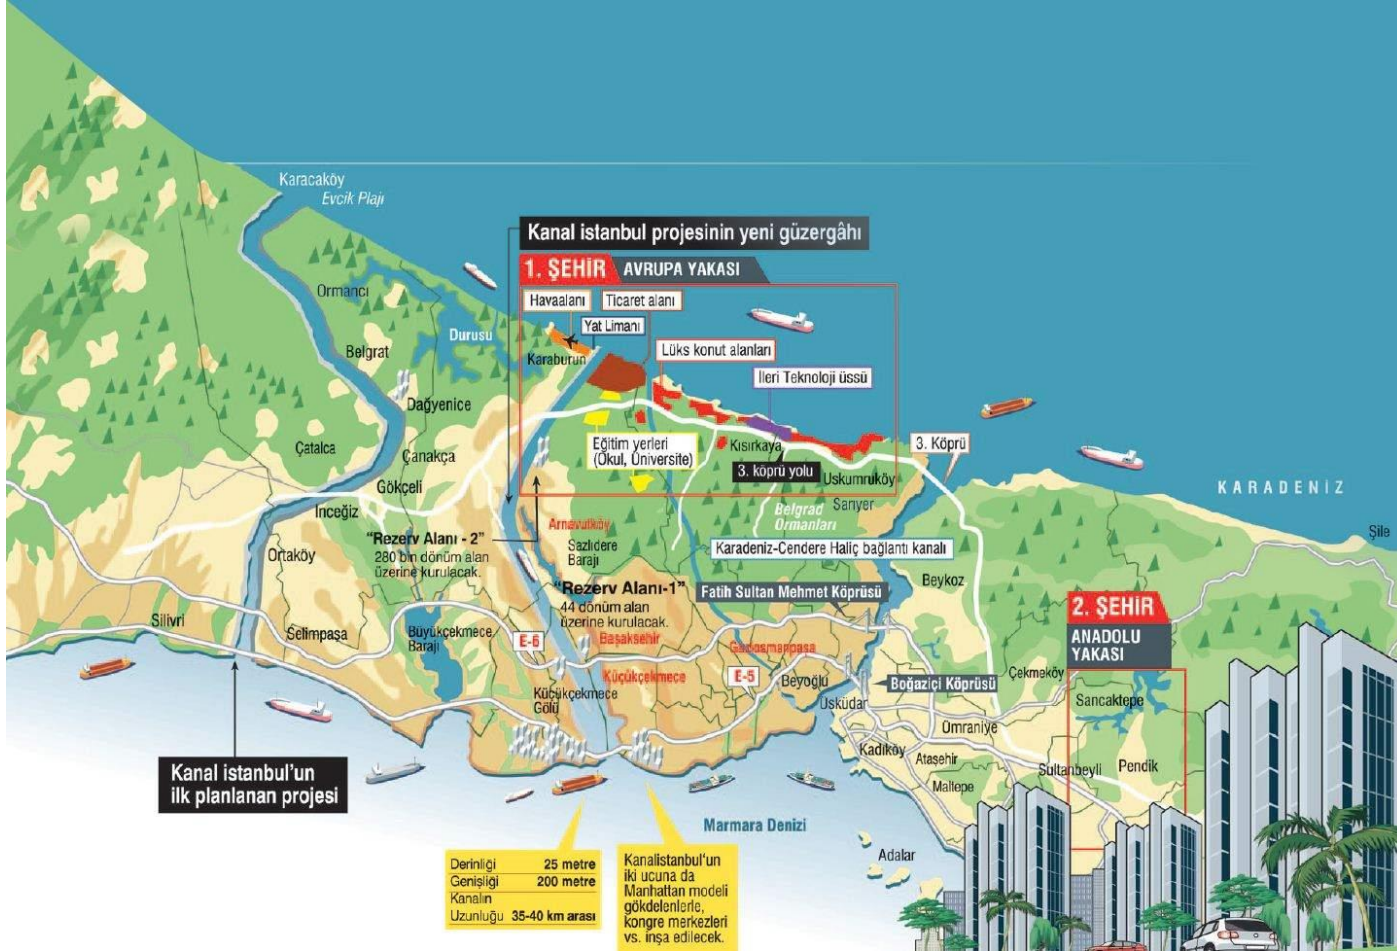 Karacaköy
Evcik Plajı
Kanal istanbul projesinin yeni güzergâhı
1. ŞEHİR AVRUPA YAKASI
Havaalanı
Ticaret alanı
Yat Limanı
Ormancı
Durusu
Belgrat
Karaburun
Lüks konut alanları
İleri Teknoloji üssü
Dağyenice
Eğitim yerleri
(Okul, Üniversite)
Kısırkaya
3. köprü yolu
3. Köprü
Çatalca
Çanakça
Gökçeli
Uskumruköy
Sarıyer
KARADENİZ
İnceğiz
Belgrad
Ormanları
Arnavutköy
Şile
"Rezerv Alanı - 2"
280 bin dönüm alan
üzerine kurulacak.
Sazlıdere
Barajı
Karadeniz-Cendere Haliç bağlantı kanalı
Ortaköy
Beykoz
"Rezerv Alanı-1"
44 dönüm alan
üzerine kurulacak.
Fatih Sultan Mehmet Köprüsü
2. ŞEHİR
ANADOLU
YAKASI
Silivri
Selimpaşa
Büyükçekmece
Barajı
E-6
Başakşehir
Gaziosmanpaşa
Küçükçekmece
E-5
Beyoğlu
Boğaziçi Köprüsü
Çekmeköy
Küçükçekmece
Gölü
Üsküdar
Sancaktepe
Ümraniye
Kadıköy
Ataşehir
Sultanbeyli
Pendik
Maltepe
Kanal istanbul'un
ilk planlanan projesi
Marmara Denizi
Adalar
Derinliği 25 metre
Genişliği 200 metre
Kanalın
Uzunluğu 35-40 km arası
Kanalistanbul'un
iki ucuna da
Manhattan modeli
gökdelenlerle,
kongre merkezleri
vs. inşa edilecek.